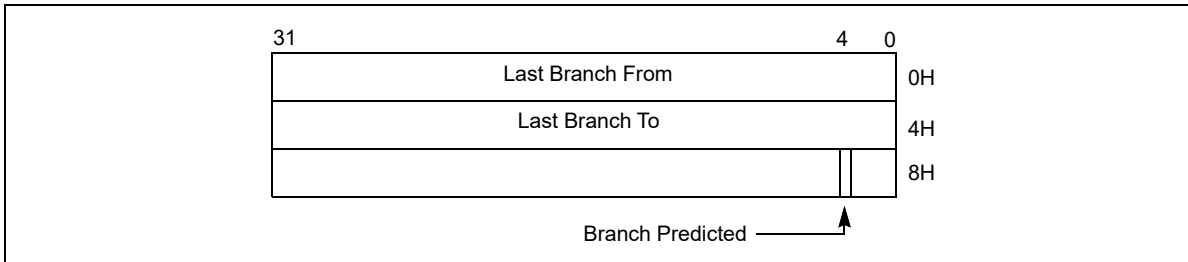 31 4 0
Last Branch From 0H
Last Branch To 4H
8H
Branch Predicted